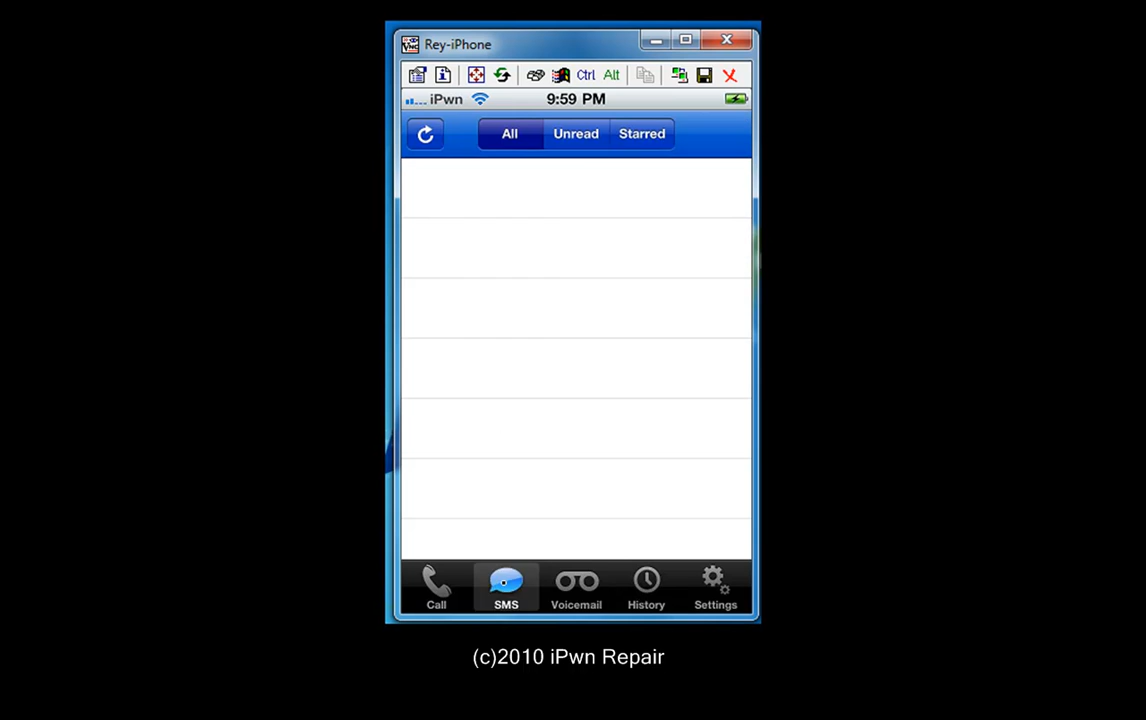 Rey-iPhone
Ctrl Alt
iPwn 9:59 PM
All Unread Starred
Call SMS Voicemail History Settings
(c)2010 iPwn Repair